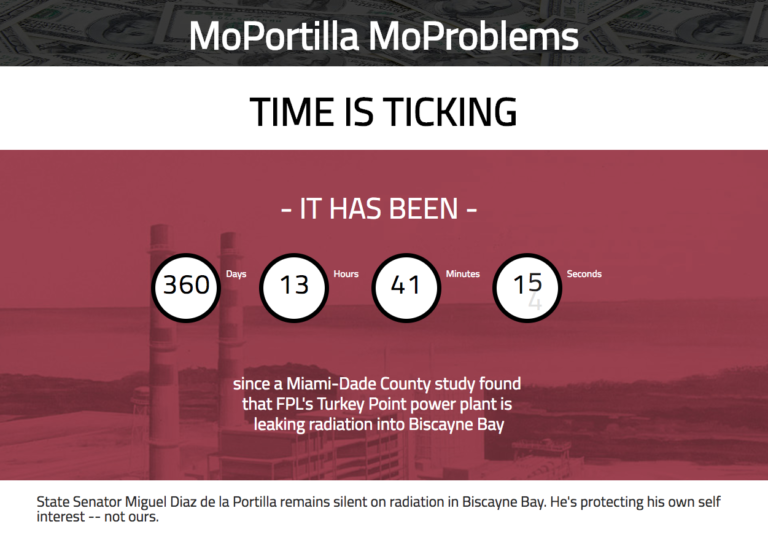 MoPortilla MoProblems
TIME IS TICKING
- IT HAS BEEN -
360 Days 13 Hours 41 Minutes 15 Seconds
since a Miami-Dade County study found
that FPL's Turkey Point power plant is
leaking radiation into Biscayne Bay
State Senator Miguel Diaz de la Portilla remains silent on radiation in Biscayne Bay. He's protecting his own self
interest -- not ours.